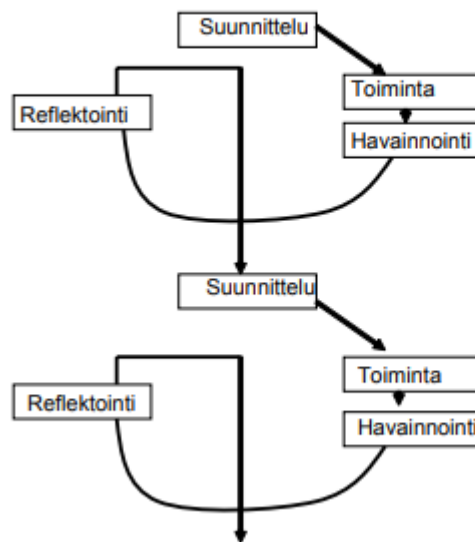 Suunnittelu
Toiminta
Reflektointi
Havainnointi
Suunnittelu
Toiminta
Reflektointi
Havainnointi